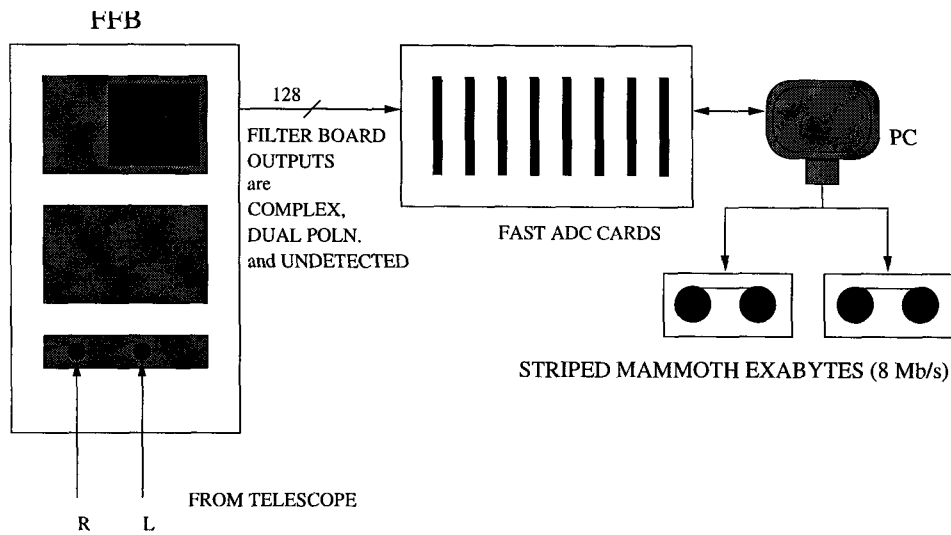 FFB
128
FILTER BOARD
OUTPUTS
are
COMPLEX,
DUAL POLN.
and UNDETECTED
FAST ADC CARDS
PC
STRIPED MAMMOTH EXABYTES (8 Mb/s)
FROM TELESCOPE
R L